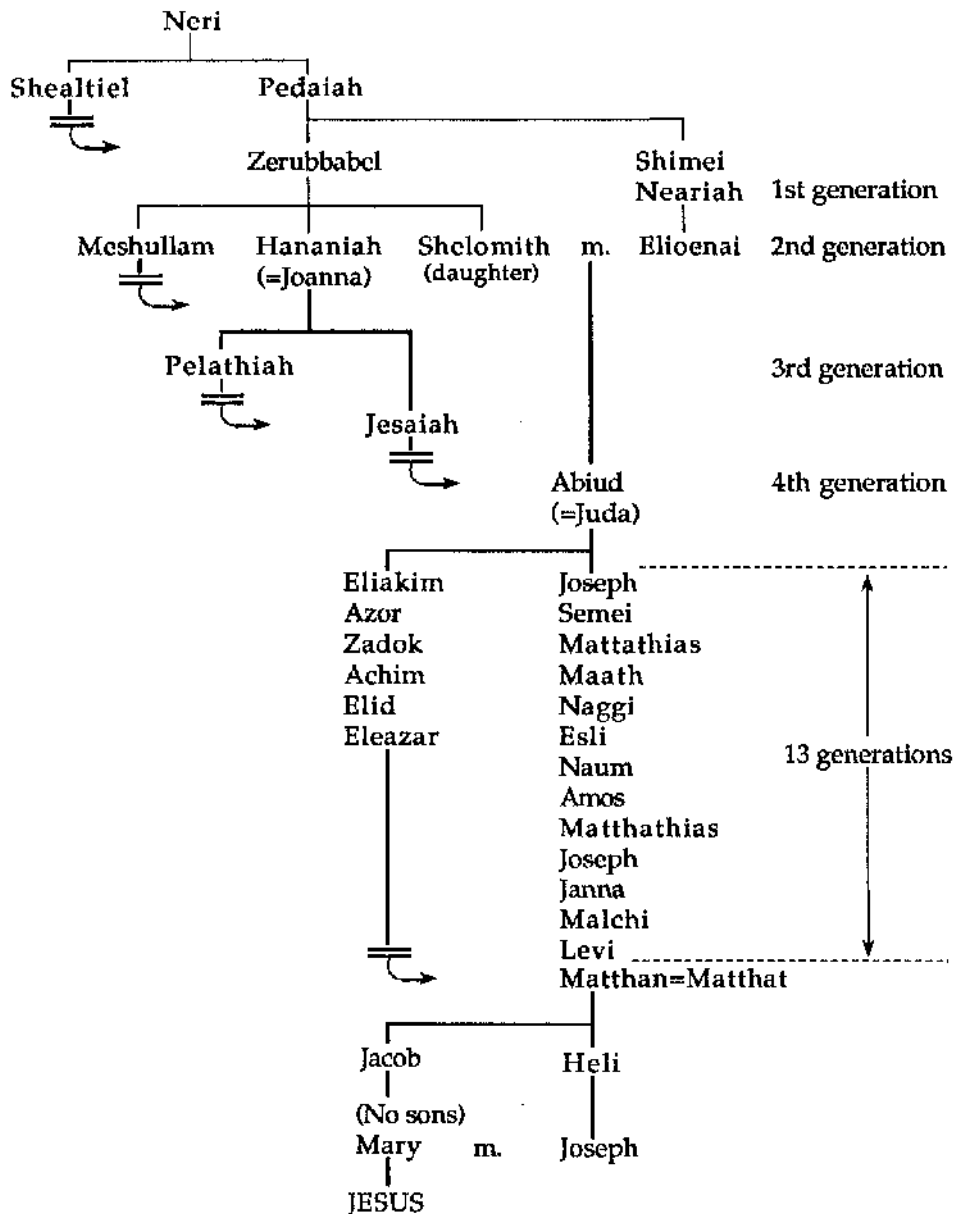 Neri
Shealtiel Pedaiah
Zerubbabel Shimei
Neariah 1st generation
Meshullam Hananiah Shelomith m. Elioenai 2nd generation
(=Joanna) (daughter)
Pelathiah 3rd generation
Jesaiah
Abiud 4th generation
(=Juda)
Eliakim Joseph
Azor Semei
Zadok Mattathias
Achim Maath
Elid Naggi
Eleazar Esli
Naum 13 generations
Amos
Matthathias
Joseph
Janna
Malchi
Levi
Matthan=Matthat
Jacob Heli
(No sons)
Mary m. Joseph
JESUS